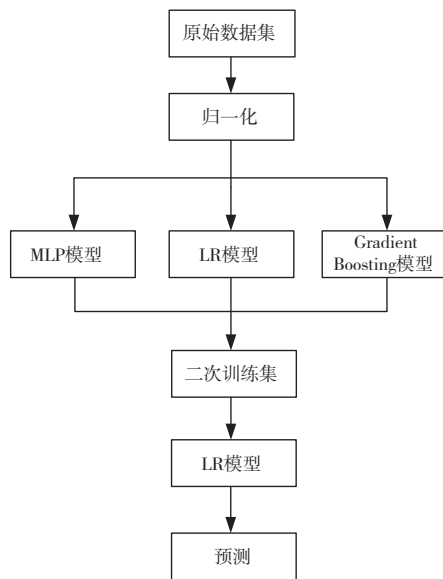 原始数据集
归一化
MLP模型
LR模型
Gradient
Boosting模型
二次训练集
LR模型
预测